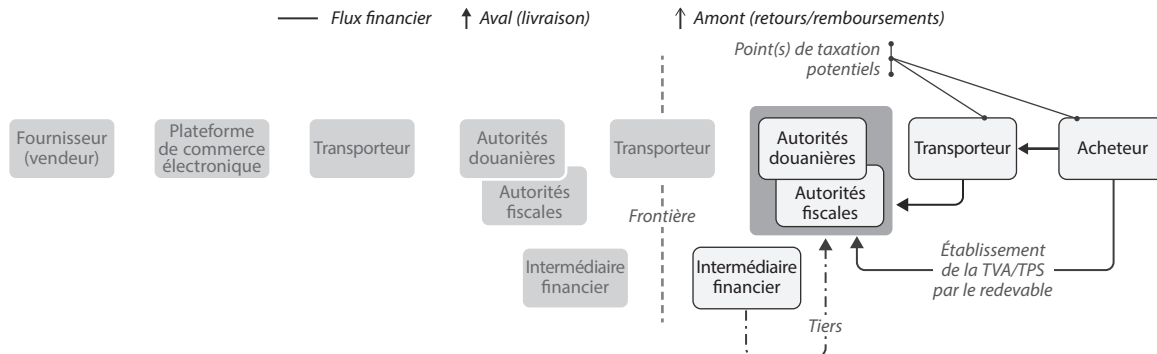 Flux financier
Aval (livraison)
Amont (retours/remboursements)
Point(s) de taxation
potentiels
Fournisseur
(vendeur)
Plateforme
de commerce
électronique
Transporteur
Autorités
douanières
Autorités
fiscales
Transporteur
Frontière
Autorités
douanières
Autorités
fiscales
Transporteur
Acheteur
Intermédiaire
financier
Intermédiaire
financier
Établissement
de la TVA/TPS
par le redevable
Tiers